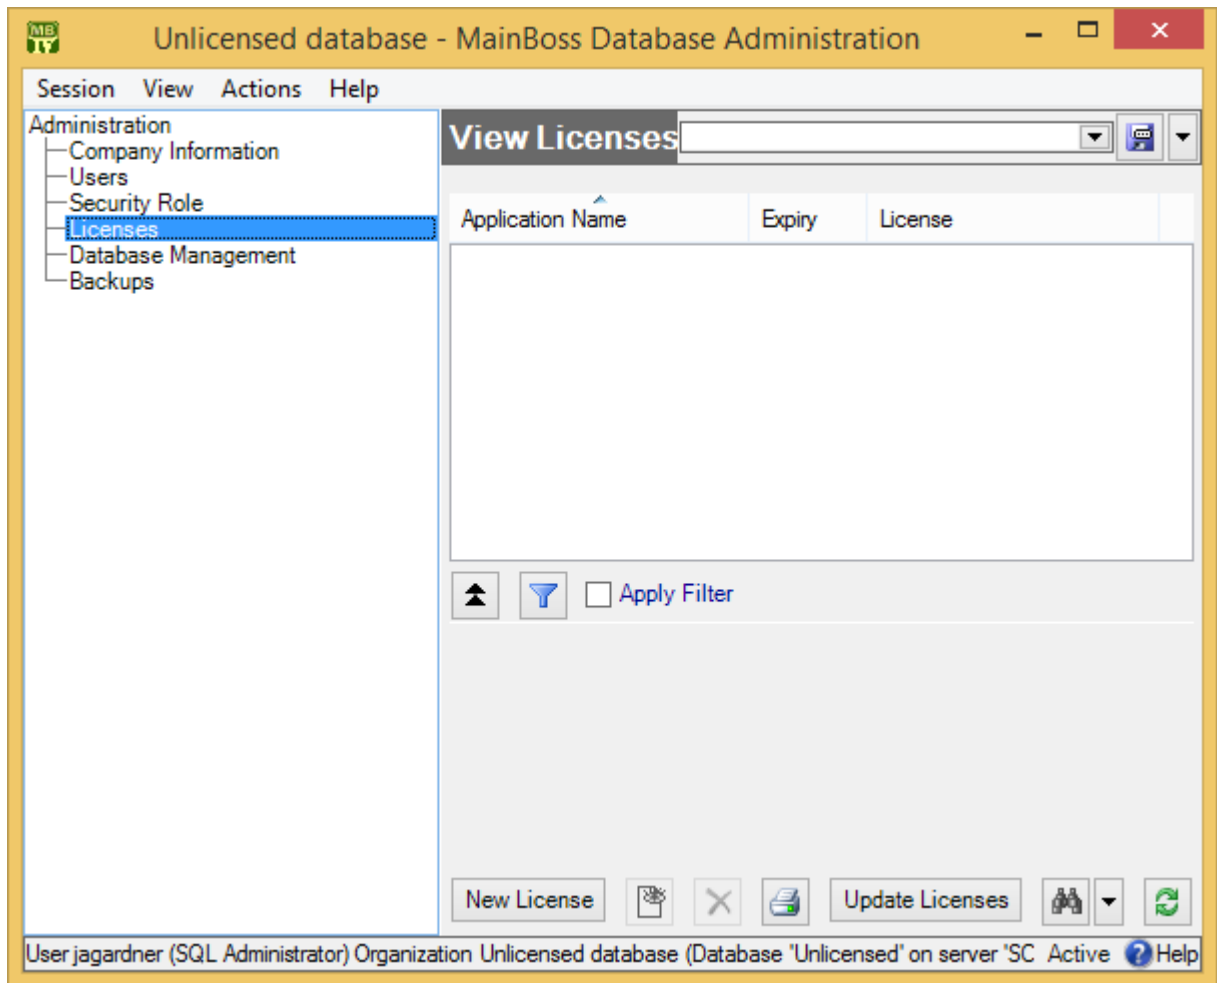 MB
Unlicensed database - MainBoss Database Administration
Session View Actions Help
Administration
Company Information
Users
Security Role
Licenses
Database Management
Backups
View Licenses
Application Name Expiry License
Apply Filter
New License Update Licenses
User jagardner (SQL Administrator) Organization Unlicensed database (Database 'Unlicensed' on server 'SC Active Help